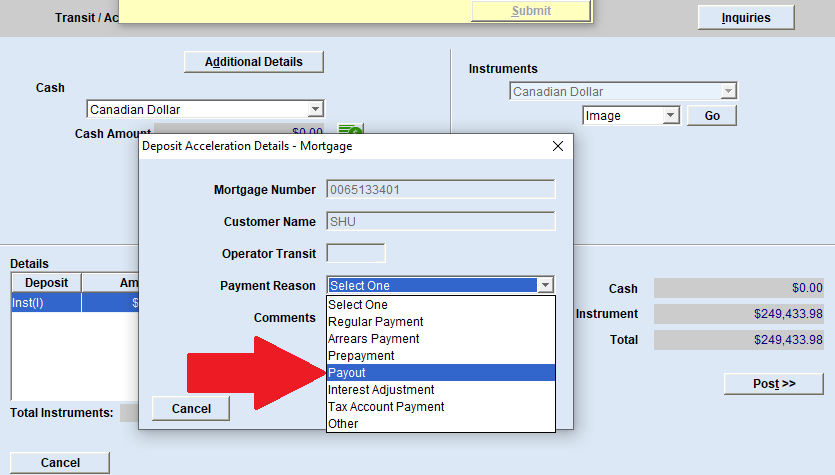 Transit / Ac
Submit
Inquiries
Additional Details
Cash
Canadian Dollar
Cash Amount $0.00
Instruments
Canadian Dollar
Image Go
Deposit Acceleration Details - Mortgage
Mortgage Number 0065133401
Customer Name SHU
Operator Transit
Payment Reason Select One
Comments
Select One
Regular Payment
Arrears Payment
Prepayment
Payout
Interest Adjustment
Tax Account Payment
Other
Cancel
Details
Deposit Am
Inst(I) $
Total Instruments:
Cash $0.00
Instrument $249,433.98
Total $249,433.98
Post >>
Cancel